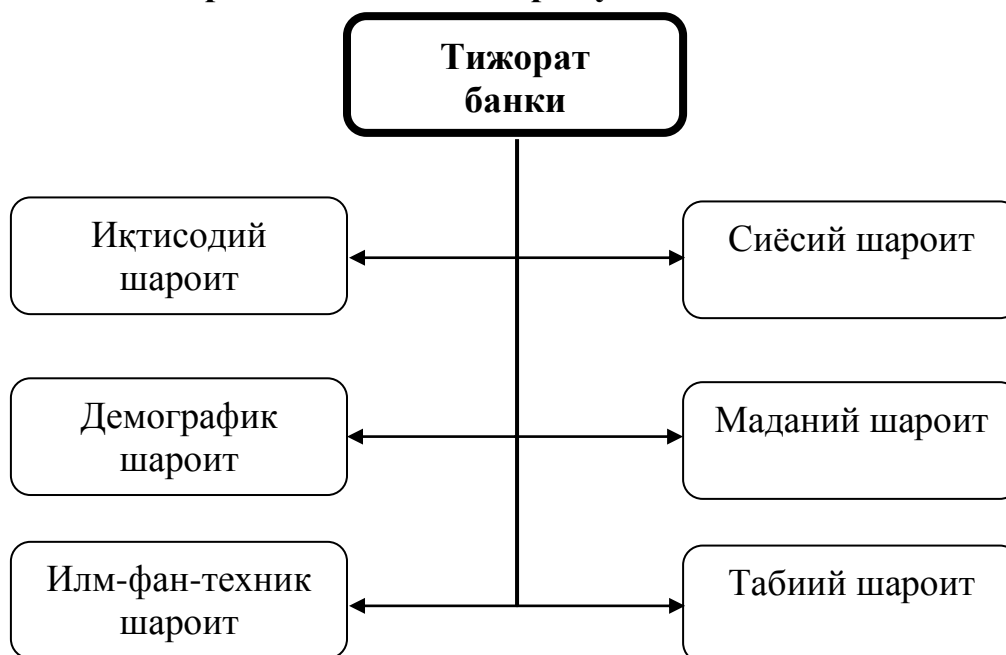 Тижорат
банки
Иқтисодий
шароит
Сиёсий шароит
Демографик
шароит
Маданий шароит
Илм-фан-техник
шароит
Табиий шароит